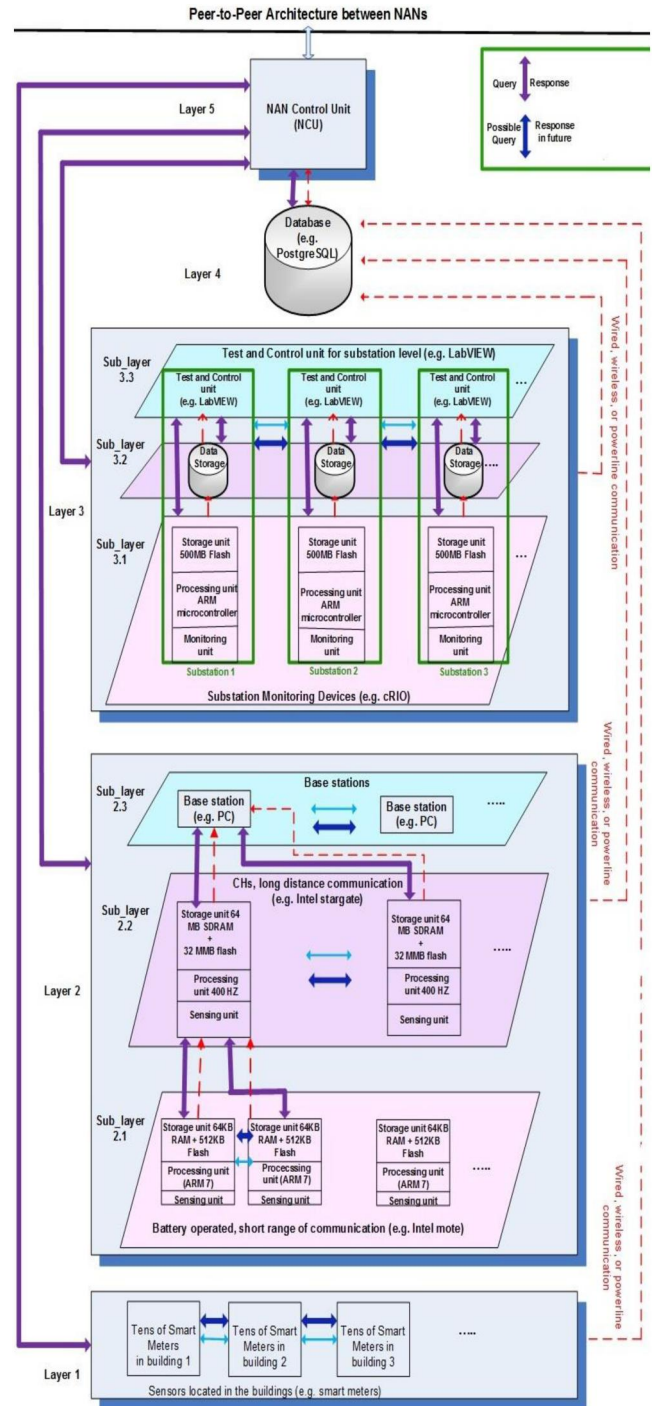 Peer-to-Peer Architecture between NANs
Layer 5
NAN Control Unit
(NCU)
Query
Response
Possible
Query
Response
in future
Database
(e.g.
PostgreSQL)
Layer 4
Wired, wireless, or powerline communication
Sub_layer
3.3
Test and Control unit for substation level (e.g. LabVIEW)
Test and Control
unit
(e.g. LabVIEW)
Test and Control
unit
(e.g. LabVIEW)
Test and Control
unit
(e.g. LabVIEW)
...
Sub_layer
3.2
Data
Storage
Data
Storage
Data
Storage
....
Layer 3
Sub_layer
3.1
Storage unit
500MB Flash
Processing unit
ARM
microcontroller
Monitoring
unit
Storage unit
500MB Flash
Processing unit
ARM
microcontroller
Monitoring
unit
Storage unit
500MB Flash
Processing unit
ARM
microcontroller
Monitoring
unit
...
Substation 1
Substation 2
Substation 3
Substation Monitoring Devices (e.g. cRIO)
Wired, wireless, or powerline
communication
Sub_layer
2.3
Base stations
Base station
(e.g. PC)
Base station
(e.g. PC)
.....
Sub_layer
2.2
CHs, long distance communication
(e.g. Intel stargate)
Storage unit 64
MB SDRAM
+
32 MMB flash
Processing
unit 400 HZ
Sensing unit
Storage unit 64
MB SDRAM
+
32 MMB flash
Processing
unit 400 HZ
Sensing unit
.....
Layer 2
Sub_layer
2.1
Storage unit 64KB
RAM + 512KB
Flash
Processing unit
(ARM 7)
Sensing unit
Storage unit 64KB
RAM + 512KB
Flash
Prececssing
unit (ARM 7)
Sensing unit
Storage unit 64KB
RAM + 512KB
Flash
Processing unit
(ARM 7)
Sensing unit
.....
Battery operated, short range of communication (e.g. Intel mote)
Wired, wireless, or powerline
communication
Layer 1
Tens of Smart
Meters
in building 1
Tens of Smart
Meters in
building 2
Tens of Smart
Meters in
building 3
.....
Sensors located in the buildings (e.g. smart meters)